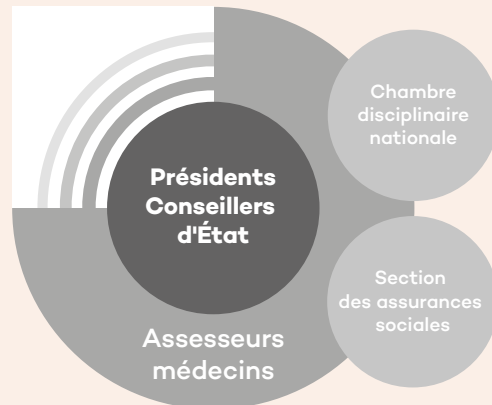 Présidents
Conseillers
d'État
Assesseurs
médecins
Chambre
disciplinaire
nationale
Section
des assurances
sociales